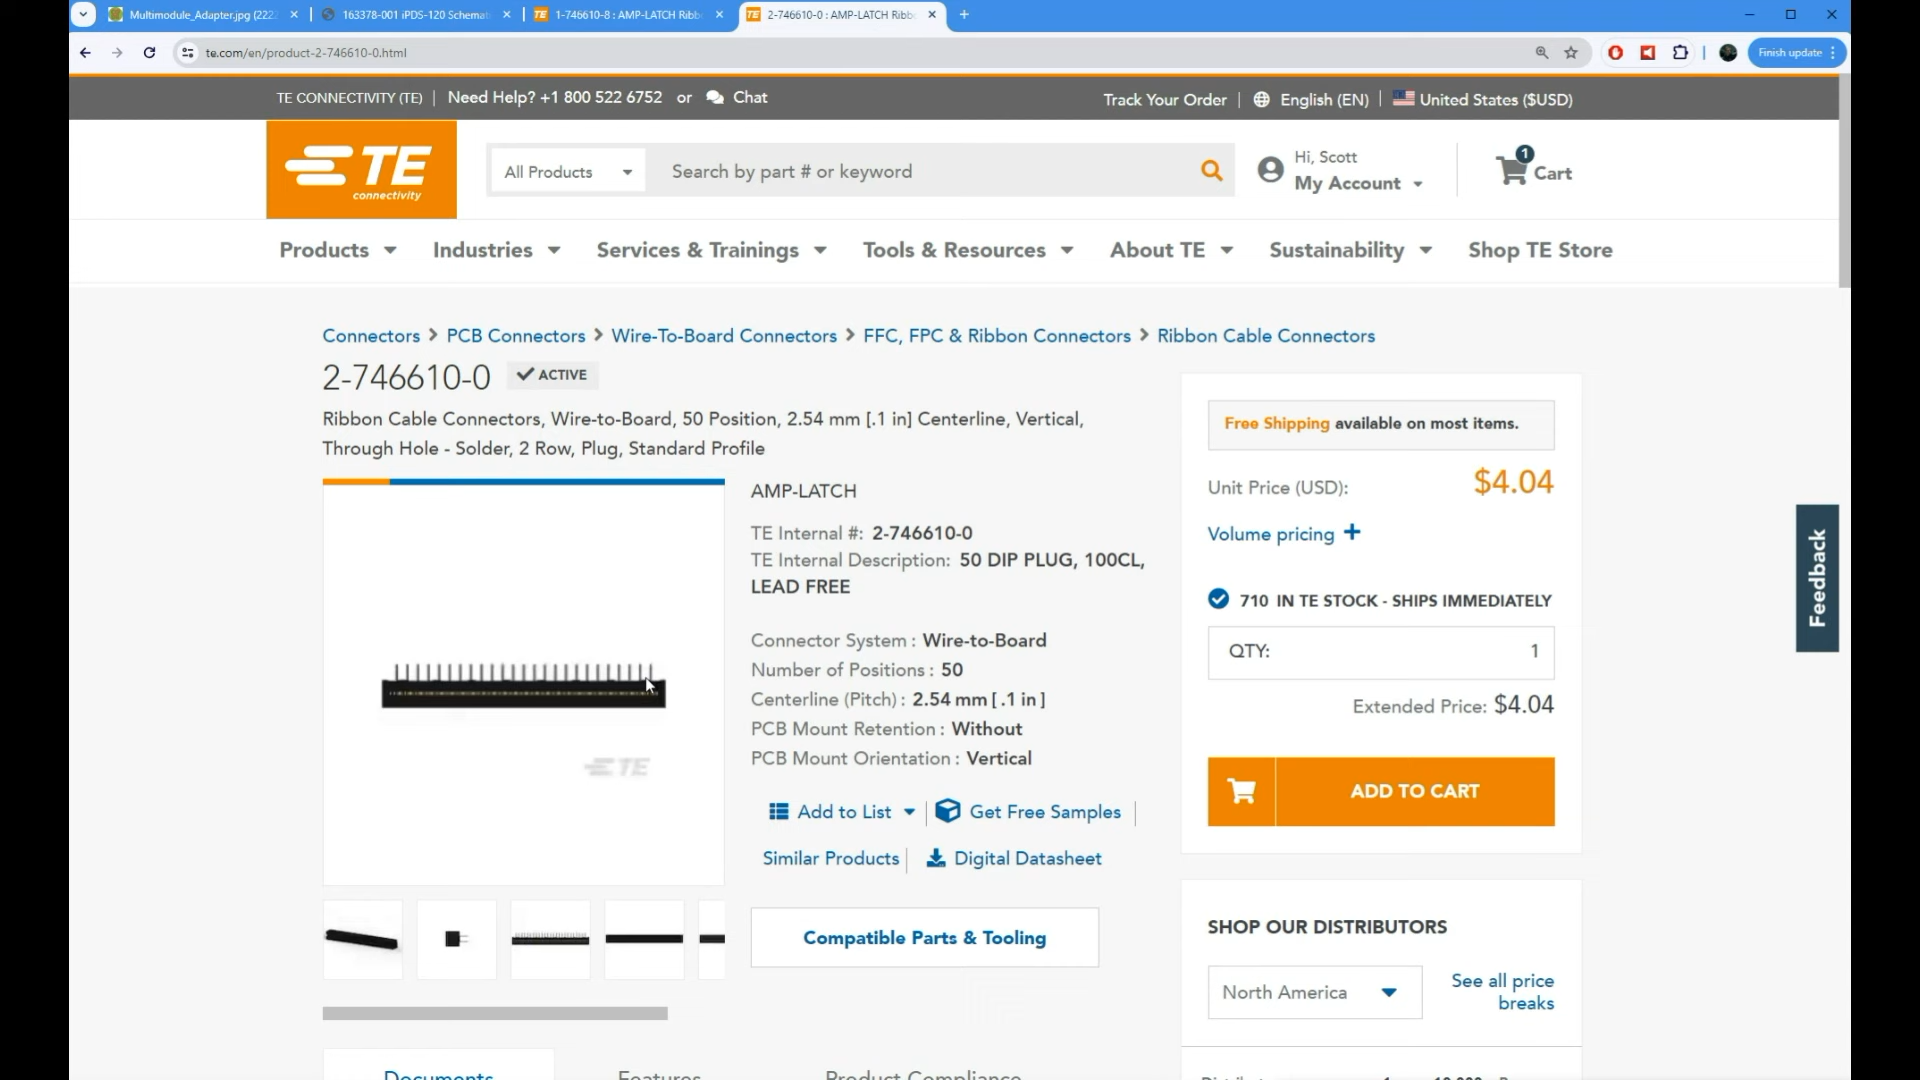 Multimodule_Adapter.jpg (2222
163378-001 iPDS-120 Schemat
1-746610-8 : AMP-LATCH Ribb
2-746610-0 : AMP-LATCH Ribb
te.com/en/product-2-746610-0.html
Finish update
TE CONNECTIVITY (TE) | Need Help? +1 800 522 6752 or Chat
Track Your Order | English (EN) | United States ($USD)
TE
connectivity
All Products
Search by part # or keyword
Hi, Scott
My Account
1
Cart
Products Industries Services & Trainings Tools & Resources About TE Sustainability Shop TE Store
Connectors > PCB Connectors > Wire-To-Board Connectors > FFC, FPC & Ribbon Connectors > Ribbon Cable Connectors
2-746610-0 ACTIVE
Ribbon Cable Connectors, Wire-to-Board, 50 Position, 2.54 mm [.1 in] Centerline, Vertical,
Through Hole - Solder, 2 Row, Plug, Standard Profile
AMP-LATCH
TE Internal #: 2-746610-0
TE Internal Description: 50 DIP PLUG, 100CL,
LEAD FREE
Connector System : Wire-to-Board
Number of Positions : 50
Centerline (Pitch) : 2.54 mm [ .1 in ]
PCB Mount Retention : Without
PCB Mount Orientation : Vertical
TE
Add to List | Get Free Samples |
Similar Products | Digital Datasheet
Compatible Parts & Tooling
Free Shipping available on most items.
Unit Price (USD): $4.04
Volume pricing +
710 IN TE STOCK - SHIPS IMMEDIATELY
QTY: 1
Extended Price: $4.04
ADD TO CART
SHOP OUR DISTRIBUTORS
North America
See all price
breaks
Feedback
Documents
Features
Product Compliance